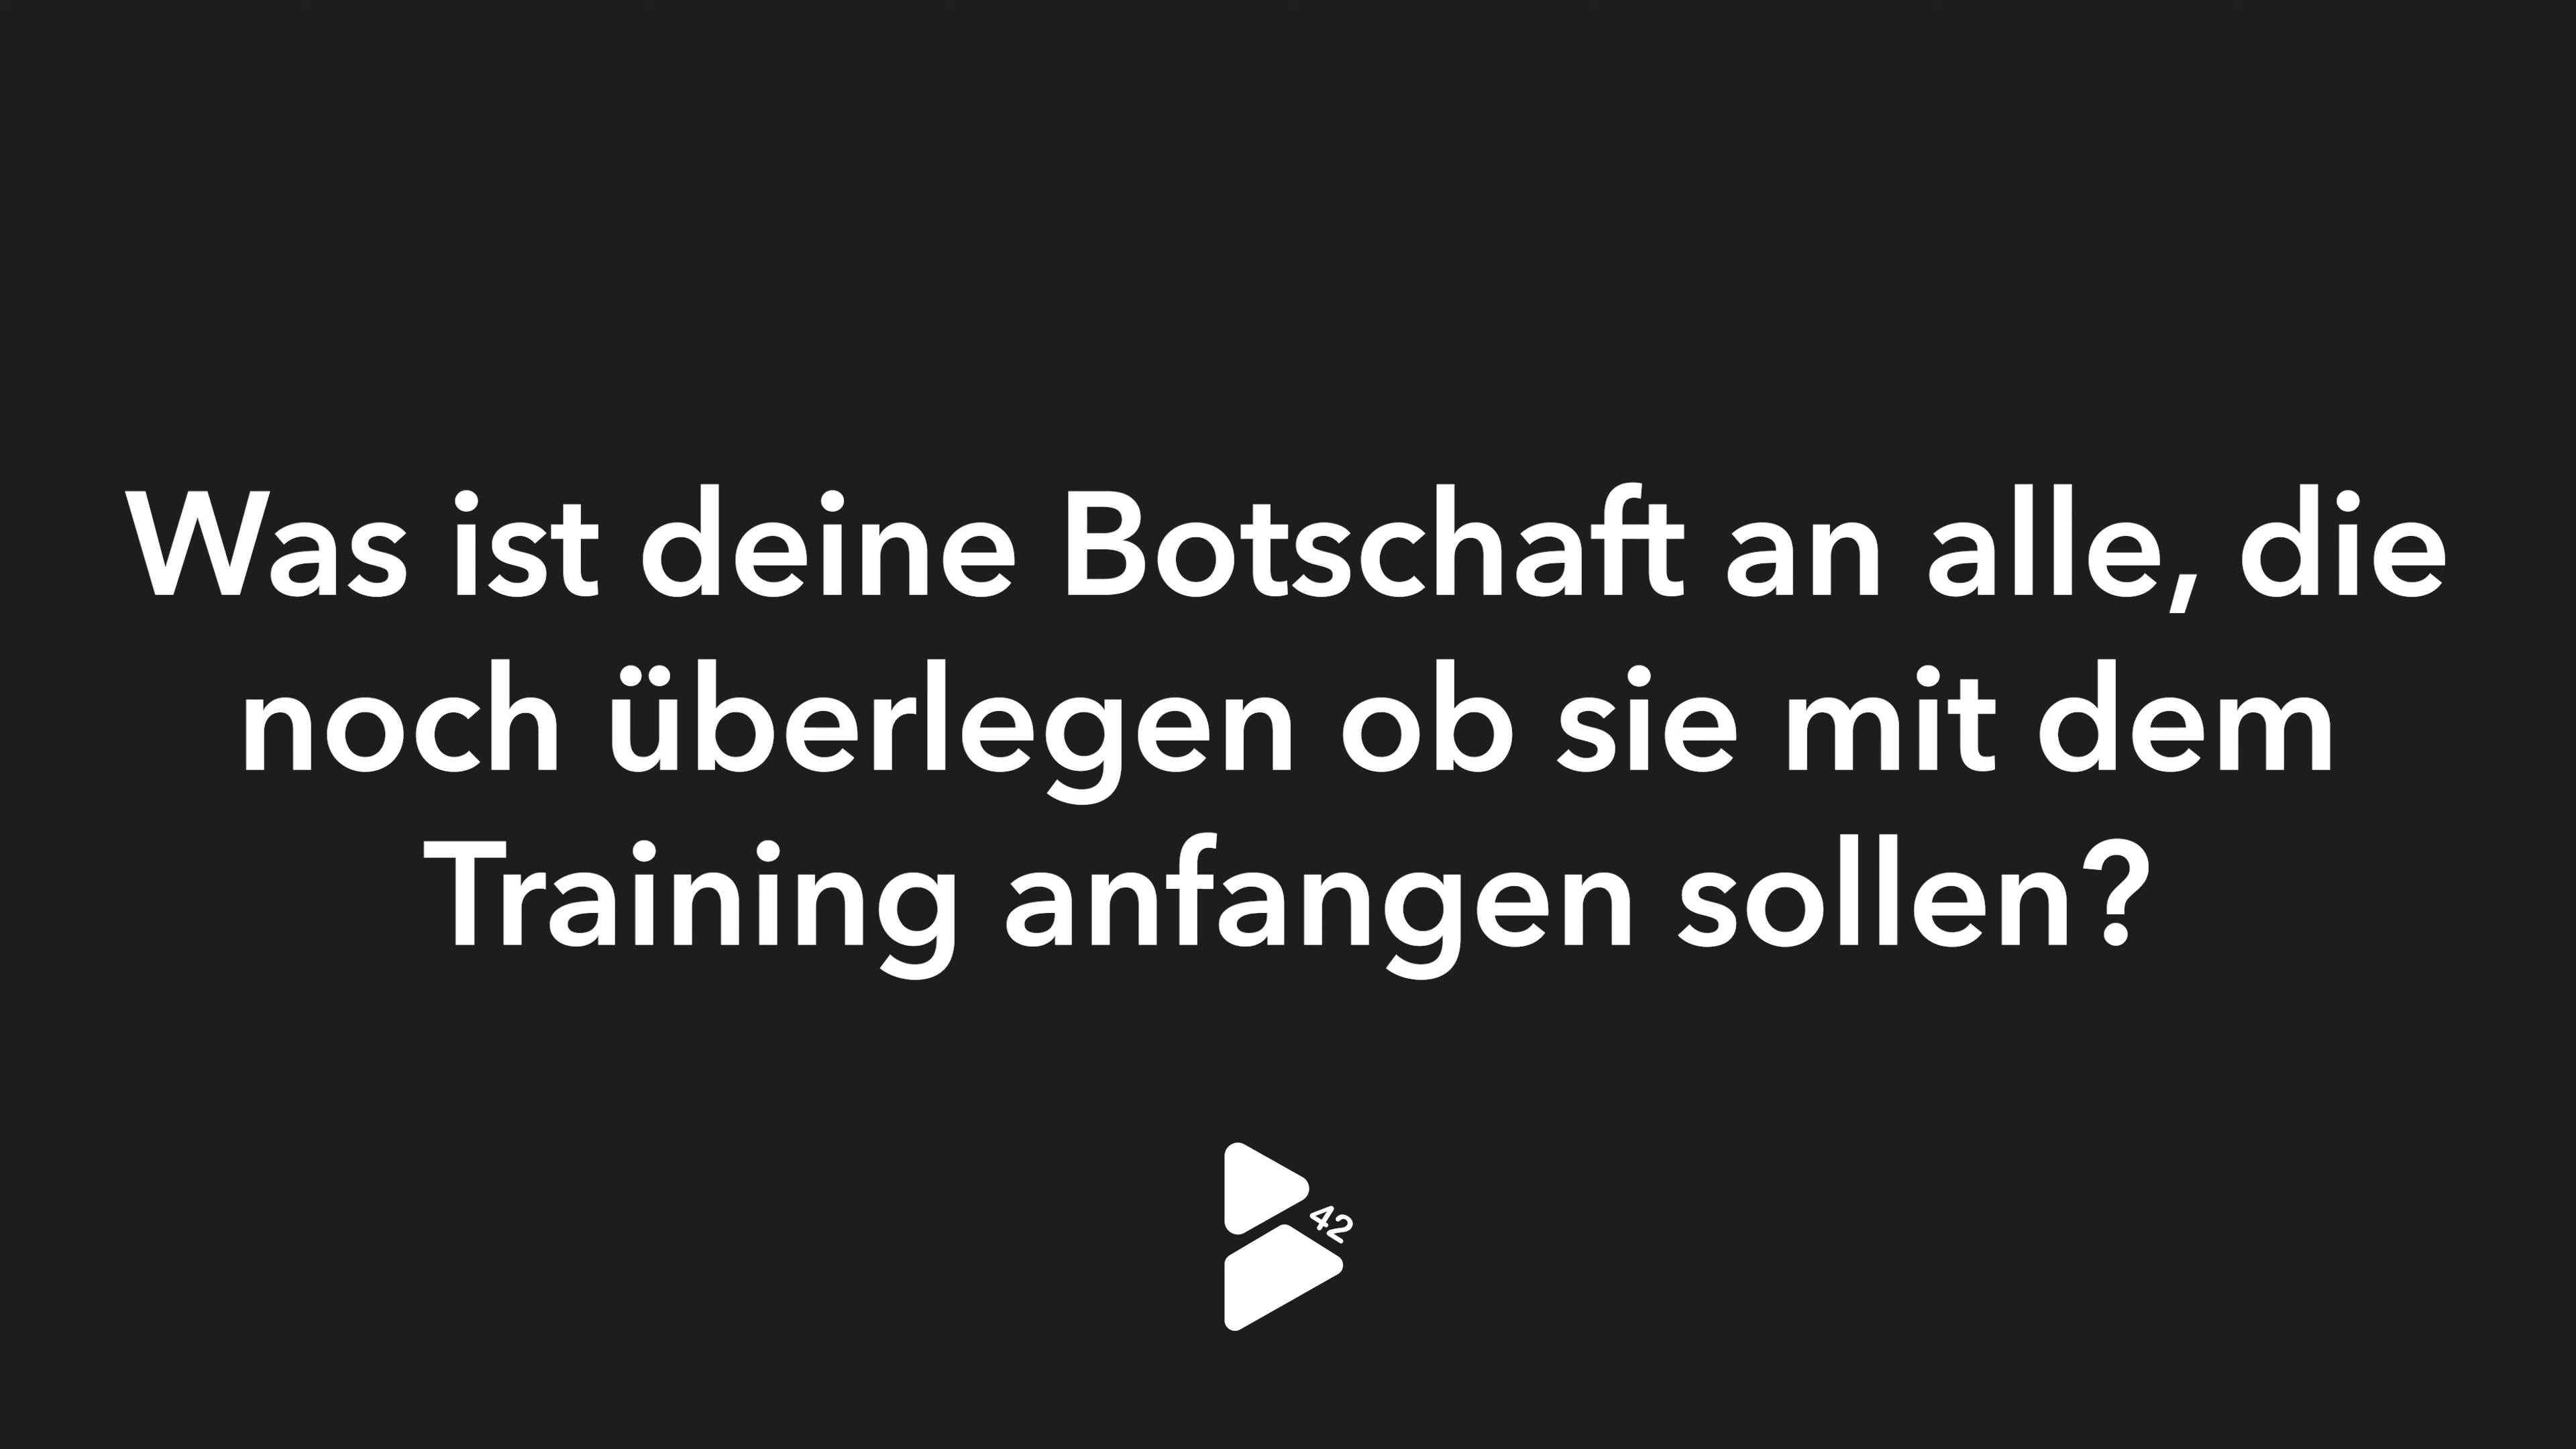 Was ist deine Botschaft an alle, die
noch überlegen ob sie mit dem
Training anfangen sollen?
42